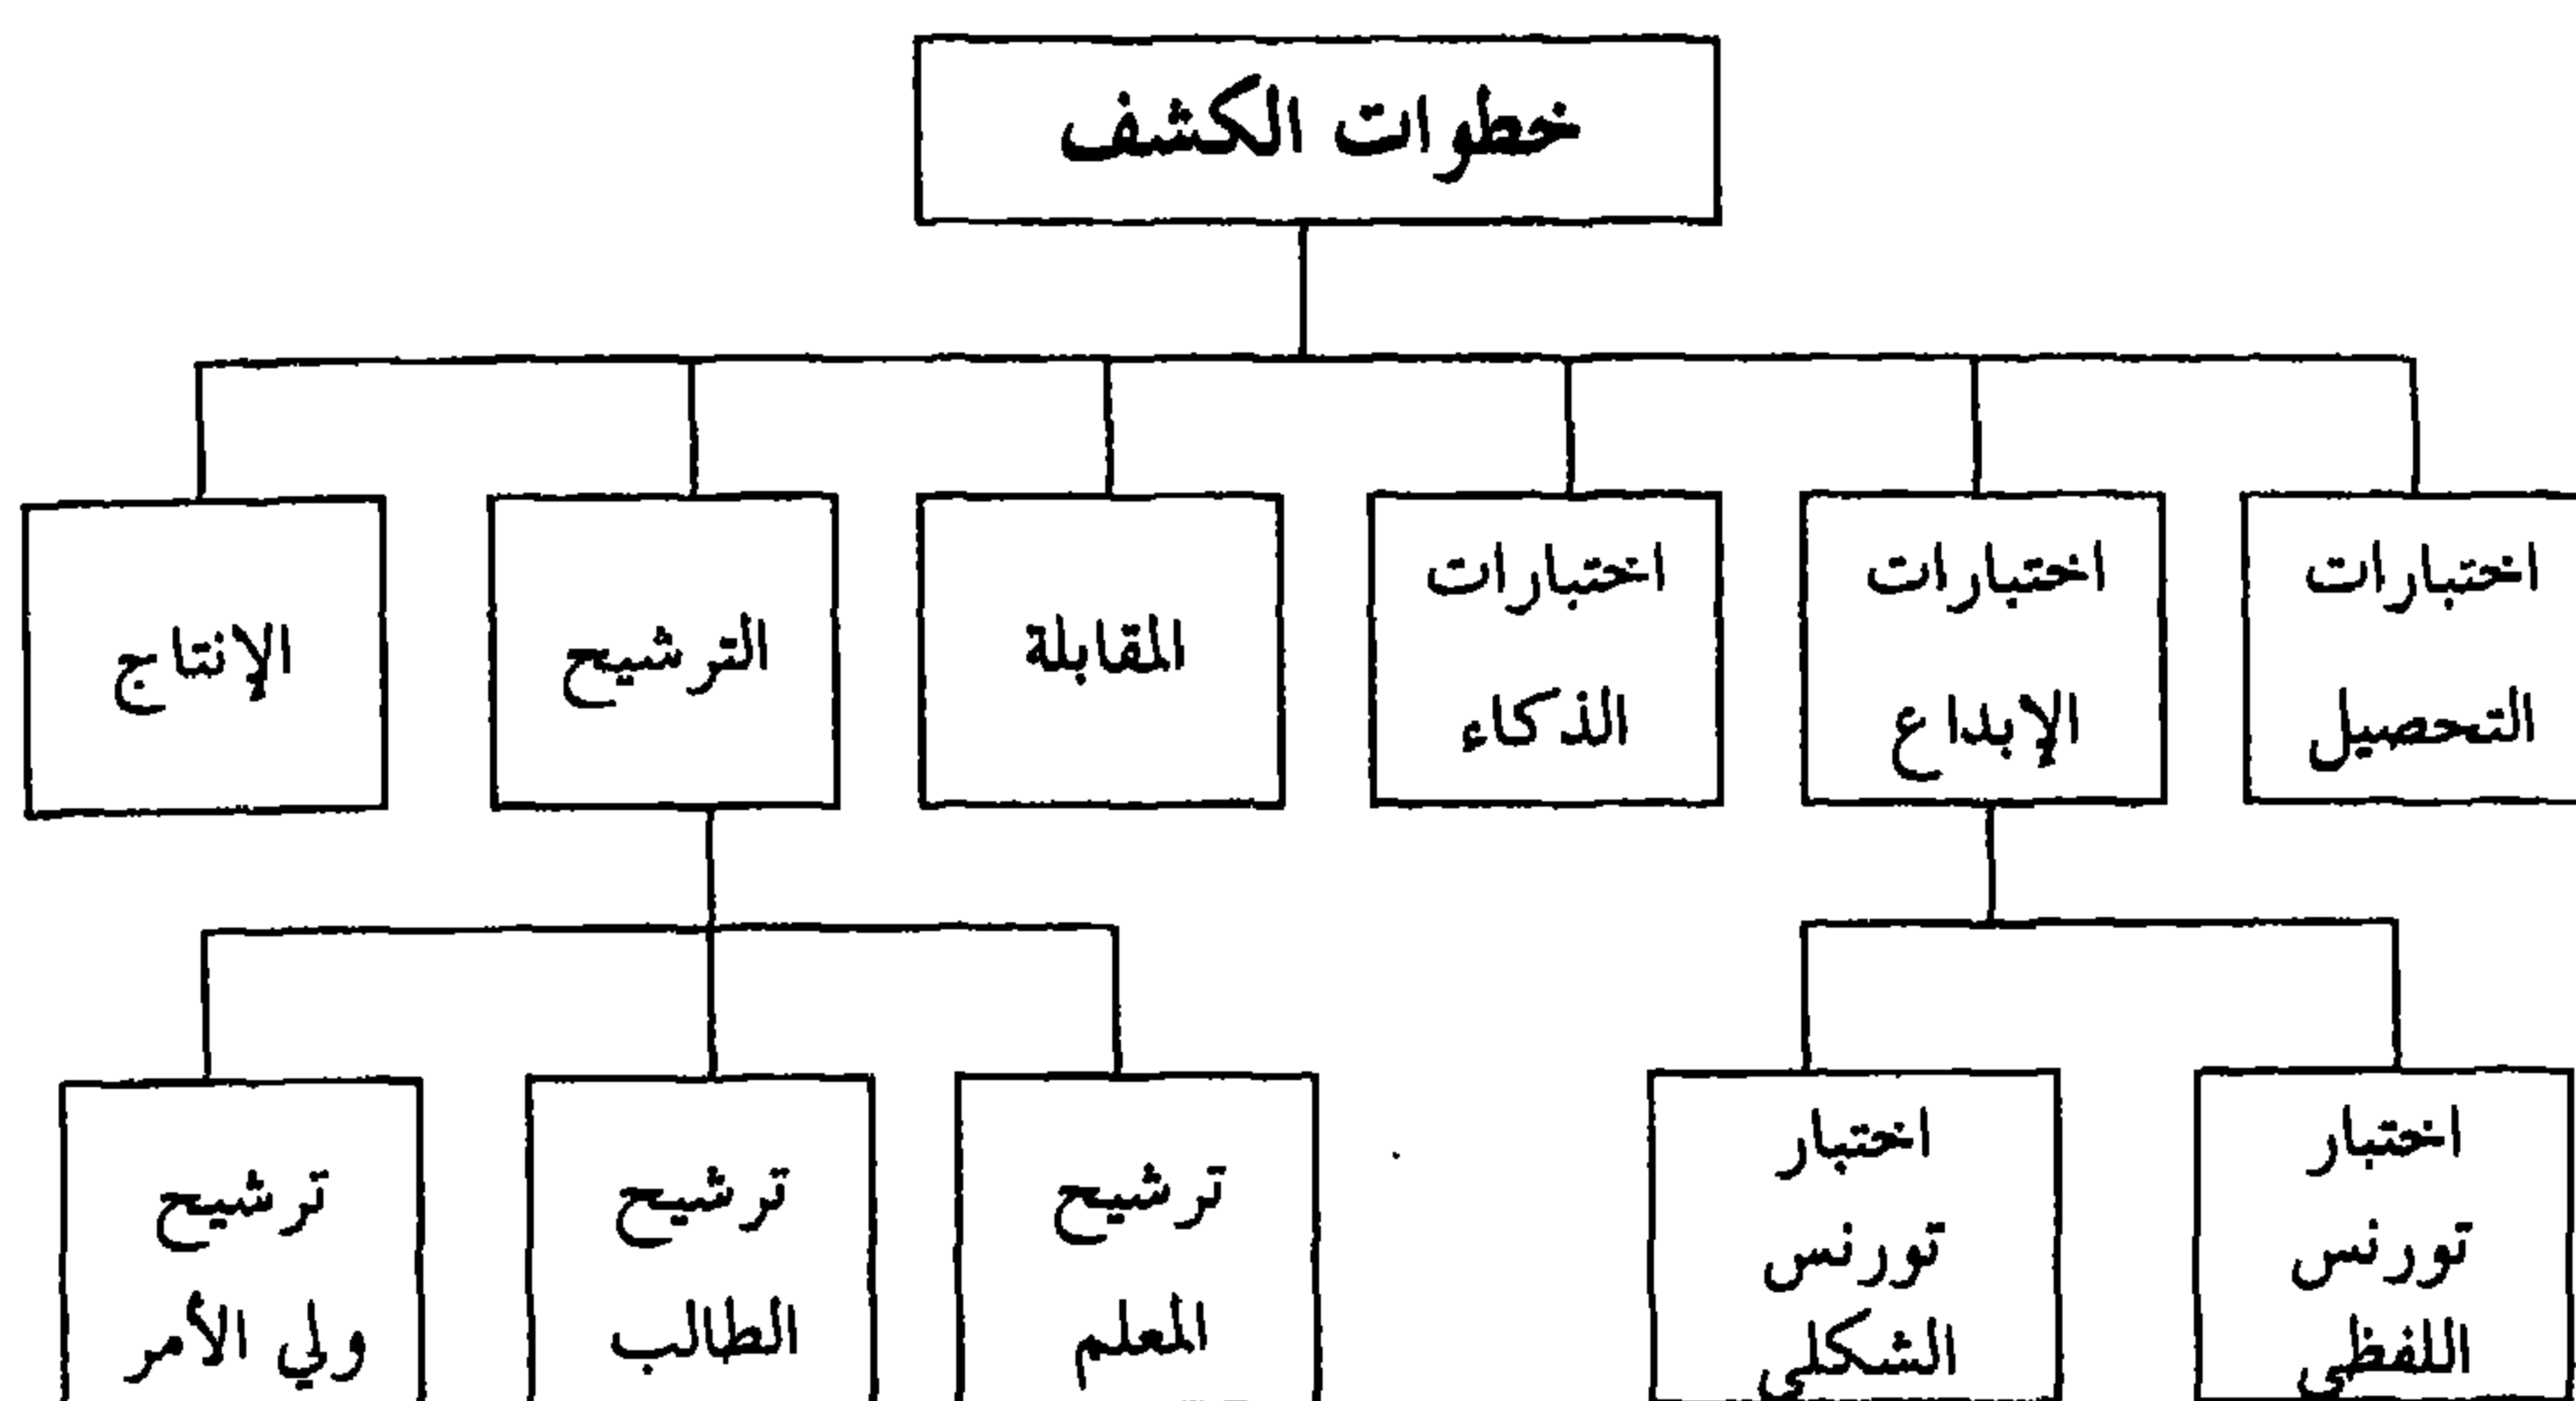 خطوات الكشف
اختبارات
التحصيل
اختبارات
الإبداع
اختبارات
الذكاء
المقابلة
الترشيح
الإنتاج
اختبار
تورنس
اللفظي
اختبار
تورنس
الشكلي
ترشيح
المعلم
ترشيح
الطالب
ترشيح
ولي الأمر